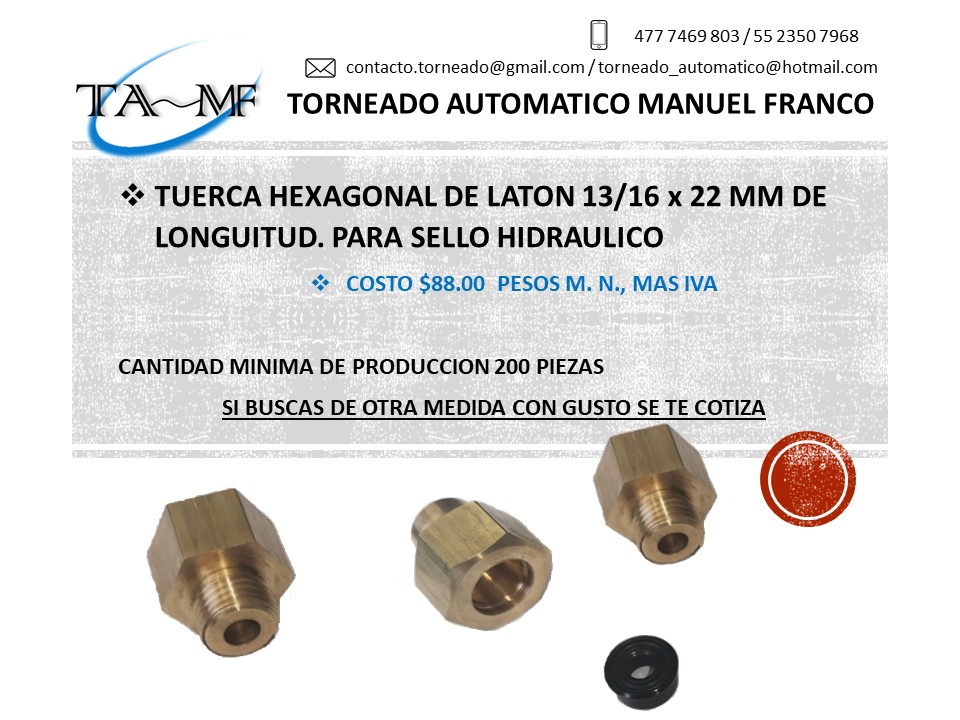 477 7469 803 / 55 2350 7968
contacto.torneado@gmail.com / torneado_automatico@hotmail.com
TA~MF
TORNEADO AUTOMATICO MANUEL FRANCO
❖ TUERCA HEXAGONAL DE LATON 13/16 x 22 MM DE
LONGUITUD. PARA SELLO HIDRAULICO
❖ COSTO $88.00 PESOS M. N., MAS IVA
CANTIDAD MINIMA DE PRODUCCION 200 PIEZAS
SI BUSCAS DE OTRA MEDIDA CON GUSTO SE TE COTIZA